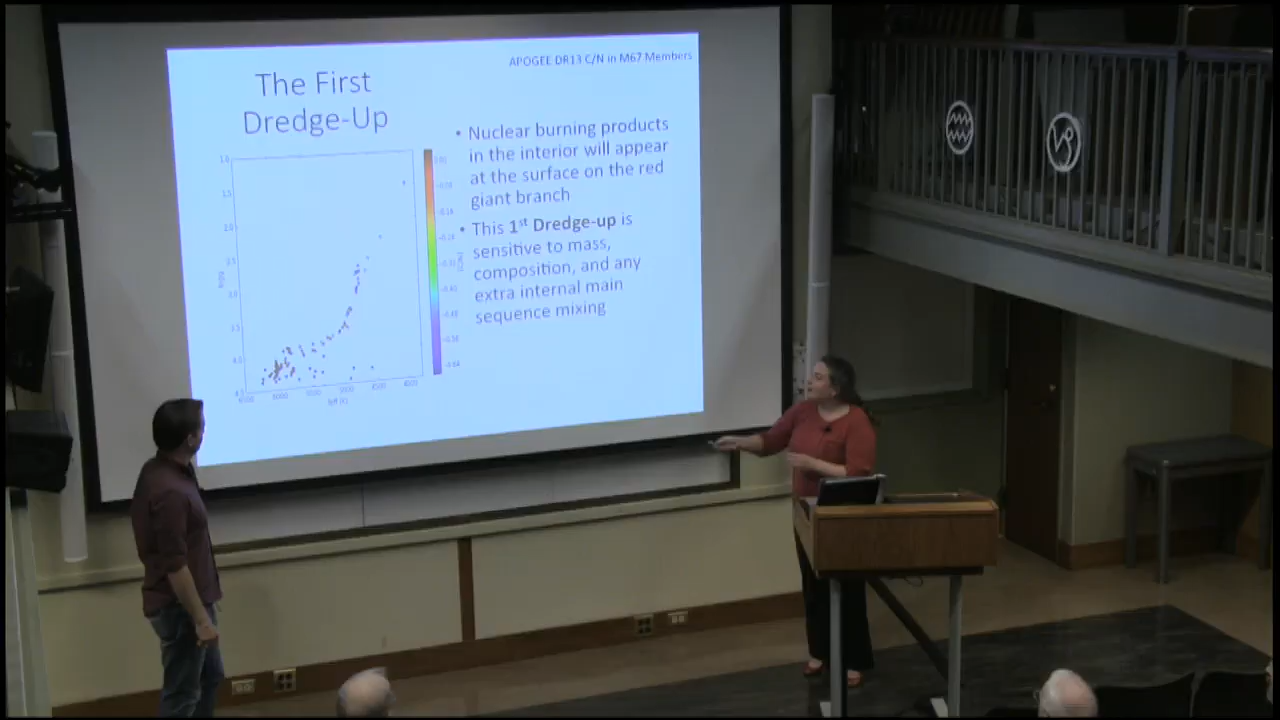 APOGEE DR13 C/N in M67 Members
The First
Dredge-Up
• Nuclear burning products
in the interior will appear
at the surface on the red
giant branch
• This 1st Dredge-up is
sensitive to mass,
composition, and any
extra internal main
sequence mixing